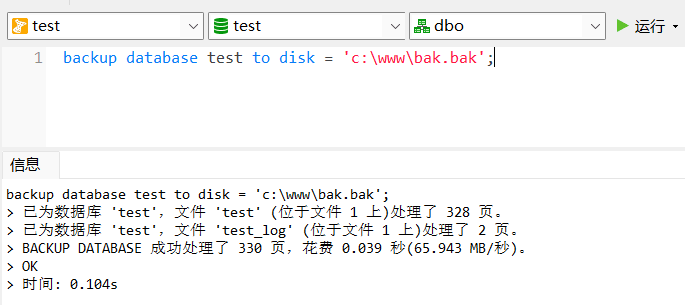 test
test
dbo
运行
1 backup database test to disk = 'c:\www\bak.bak';
信息
backup database test to disk = 'c:\www\bak.bak';
> 已为数据库 'test'，文件 'test' (位于文件 1 上)处理了 328 页。
> 已为数据库 'test'，文件 'test_log' (位于文件 1 上)处理了 2 页。
> BACKUP DATABASE 成功处理了 330 页，花费 0.039 秒(65.943 MB/秒)。
> OK
> 时间: 0.104s